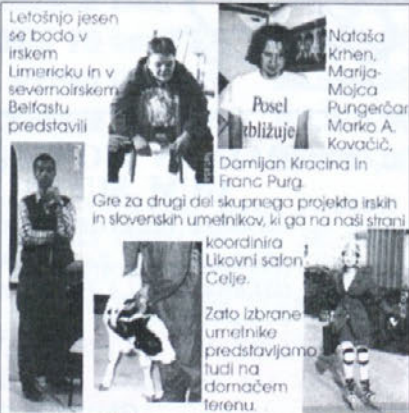 Letošnjo jesen
se bodo v
irskem
Limericku in v
severnoirskem
Belfastu
predstavili
Nataša
Krhen,
Marija-
Mojca
Pungerčar
Marko A.
Kovačič,
Damijan Kracina in
Franc Purg.
Gre za drugi del skupnega projekta irskih
in slovenskih umetnikov, ki ga na naši strani
koordinira
Likovni salon
Celje.
Zato izbrane
umetnike
predstavljamo
tudi na
domačem
terenu.
Posel
zbližuje